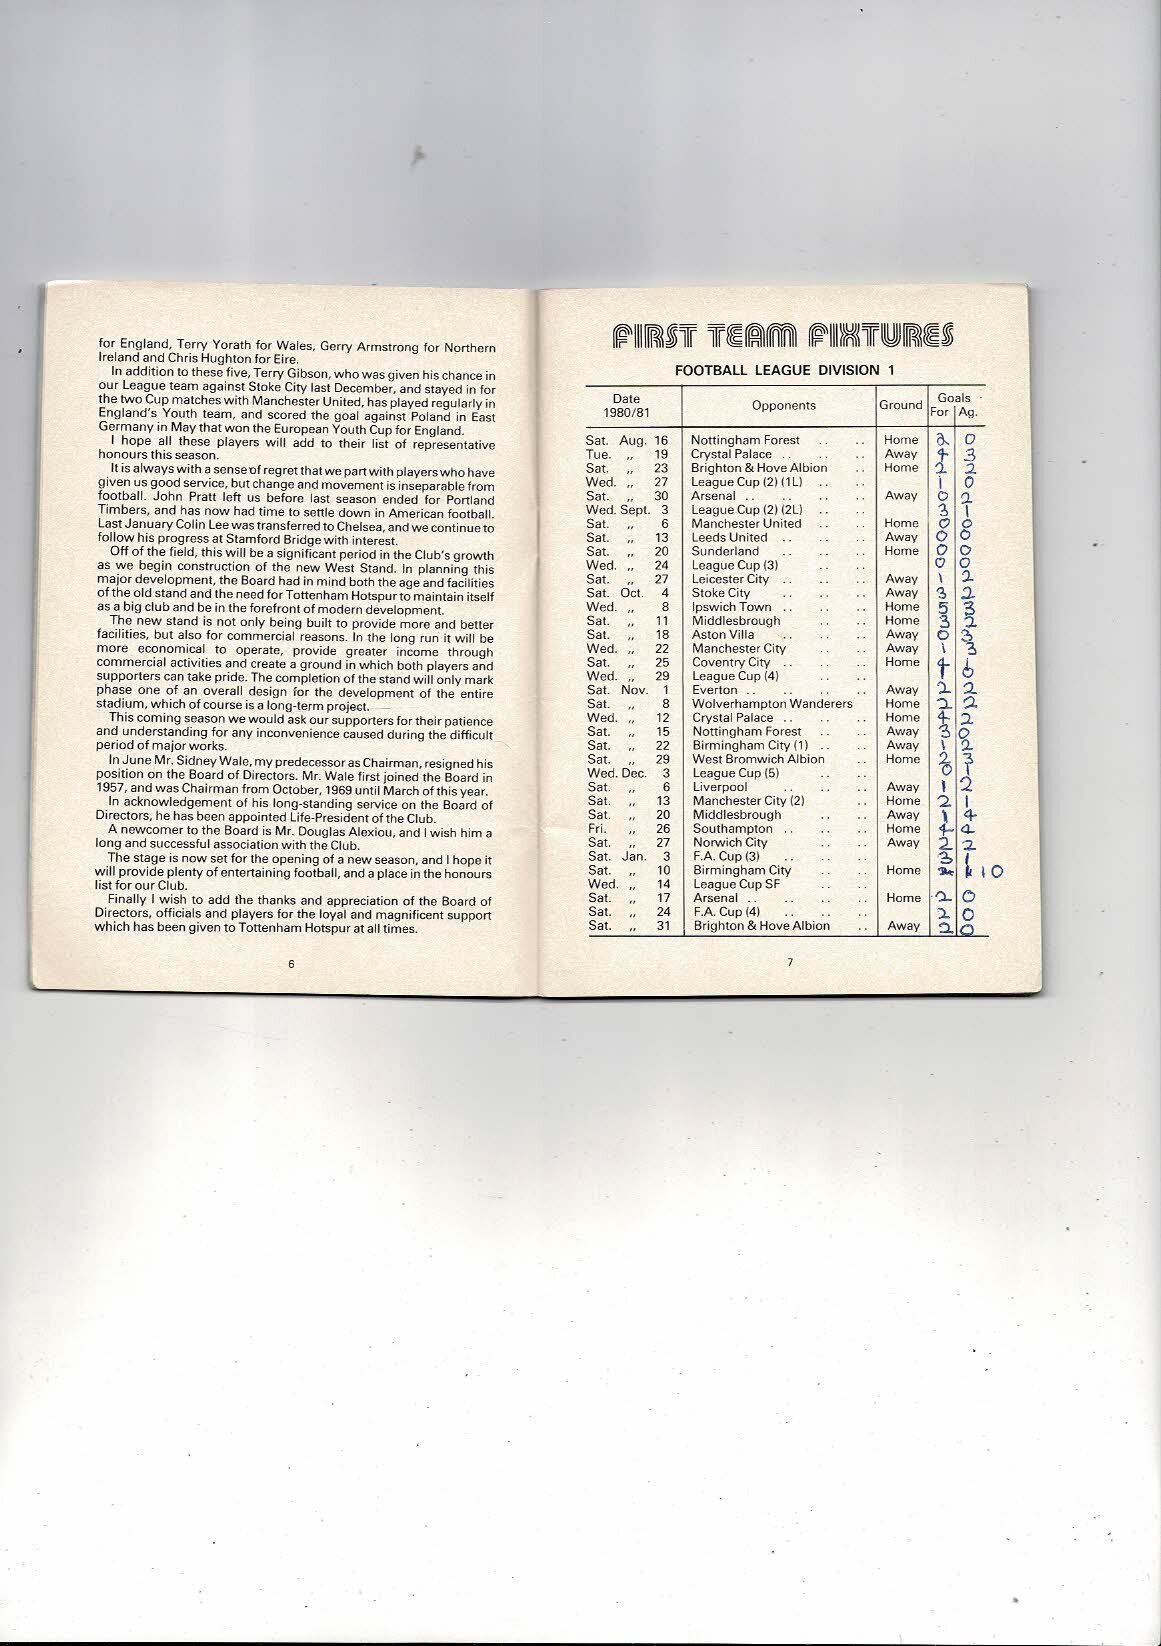 for England, Terry Yorath for Wales, Gerry Armstrong for Northern
Ireland and Chris Hughton for Eire.
In addition to these five, Terry Gibson, who was given his chance in
our League team against Stoke City last December, and stayed in for
the two Cup matches with Manchester United, has played regularly in
England's Youth team, and scored the goal against Poland in East
Germany in May that won the European Youth Cup for England.
I hope all these players will add to their list of representative
honours this season.
It is always with a sense of regret that we part with players who have
given us good service, but change and movement is inseparable from
football. John Pratt left us before last season ended for Portland
Timbers, and has now had time to settle down in American football.
Last January Colin Lee was transferred to Chelsea, and we continue to
follow his progress at Stamford Bridge with interest.
Off of the field, this will be a significant period in the Club's growth
as we begin construction of the new West Stand. In planning this
major development, the Board had in mind both the age and facilities
of the old stand and the need for Tottenham Hotspur to maintain itself
as a big club and be in the forefront of modern development.
The new stand is not only being built to provide more and better
facilities, but also for commercial reasons. In the long run it will be
more economical to operate, provide greater income through
commercial activities and create a ground in which both players and
supporters can take pride. The completion of the stand will only mark
phase one of an overall design for the development of the entire
stadium, which of course is a long-term project.
This coming season we would ask our supporters for their patience
and understanding for any inconvenience caused during the difficult
period of major works.
In June Mr. Sidney Wale, my predecessor as Chairman, resigned his
position on the Board of Directors. Mr. Wale first joined the Board in
1957, and was Chairman from October, 1969 until March of this year.
In acknowledgement of his long-standing service on the Board of
Directors, he has been appointed Life-President of the Club.
A newcomer to the Board is Mr. Douglas Alexiou, and I wish him a
long and successful association with the Club.
The stage is now set for the opening of a new season, and I hope it
will provide plenty of entertaining football, and a place in the honours
list for our Club.
Finally I wish to add the thanks and appreciation of the Board of
Directors, officials and players for the loyal and magnificent support
which has been given to Tottenham Hotspur at all times.
6
FIRST TEAM FIXTURES
FOOTBALL LEAGUE DIVISION 1
Date 1980/81 Opponents Ground Goals For Ag.
Sat. Aug. 16 Nottingham Forest .. .. Home 2 0
Tue. ,, 19 Crystal Palace .. .. .. Away 4 3
Sat. ,, 23 Brighton & Hove Albion .. Home 2 2
Wed. ,, 27 League Cup (2) (1L) .. .. 1 0
Sat. ,, 30 Arsenal .. .. .. .. Away 0 2
Wed. Sept. 3 League Cup (2) (2L) .. .. 3 1
Sat. ,, 6 Manchester United .. .. Home 0 0
Sat. ,, 13 Leeds United .. .. .. Away 0 0
Sat. ,, 20 Sunderland .. .. .. Home 0 0
Wed. ,, 24 League Cup (3) .. .. 0 0
Sat. ,, 27 Leicester City .. .. .. Away 1 2
Sat. Oct. 4 Stoke City .. .. .. Away 3 2
Wed. ,, 8 Ipswich Town .. .. .. Home 5 3
Sat. ,, 11 Middlesbrough .. .. Home 3 2
Sat. ,, 18 Aston Villa .. .. .. Away 0 3
Wed. ,, 22 Manchester City .. .. Away 1 3
Sat. ,, 25 Coventry City .. .. .. Home 4
Wed. ,, 29 League Cup (4) .. .. 1 0
Sat. Nov. 1 Everton .. .. .. .. Away 2 2
Sat. ,, 8 Wolverhampton Wanderers Home 2 2
Wed. ,, 12 Crystal Palace .. .. .. Home 4 2
Sat. ,, 15 Nottingham Forest .. .. Away 3 0
Sat. ,, 22 Birmingham City (1) .. .. Away 1 2
Sat. ,, 29 West Bromwich Albion .. Home 2 3
Wed. Dec. 3 League Cup (5) .. .. 0 1
Sat. ,, 6 Liverpool .. .. .. Away 1 2
Sat. ,, 13 Manchester City (2) .. Home 2 1
Sat. ,, 20 Middlesbrough .. .. Away 1 4
Fri. ,, 26 Southampton .. .. .. Home 4 4
Sat. ,, 27 Norwich City .. .. .. Away 2 2
Sat. Jan. 3 F.A. Cup (3) .. .. .. 3 1
Sat. ,, 10 Birmingham City .. Home 1 0
Wed. ,, 14 League Cup SF .. ..
Sat. ,, 17 Arsenal .. .. .. .. Home 2 0
Sat. ,, 24 F.A. Cup (4) .. .. .. 2 0
Sat. ,, 31 Brighton & Hove Albion .. Away 2 0
7